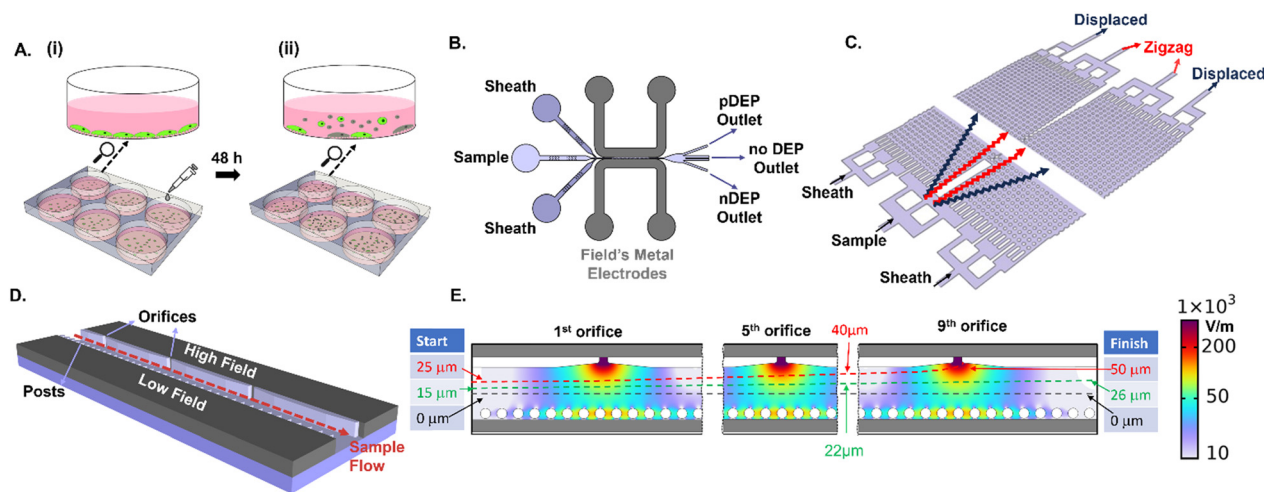 A. (i)
(ii)
48 h
B.
Sheath
Sample
Sheath
pDEP
Outlet
no DEP
Outlet
nDEP
Outlet
Field's Metal
Electrodes
C.
Displaced
Zigzag
Displaced
Sheath
Sample
Sheath
D.
Orifices
High Field
Low Field
Posts
Sample
Flow
E.
1st orifice
5th orifice
40μm
9th orifice
Start
25 μm
15 μm
0 μm
22μm
Finish
50 μm
26 μm
0 μm
1×10³
V/m
200
50
10